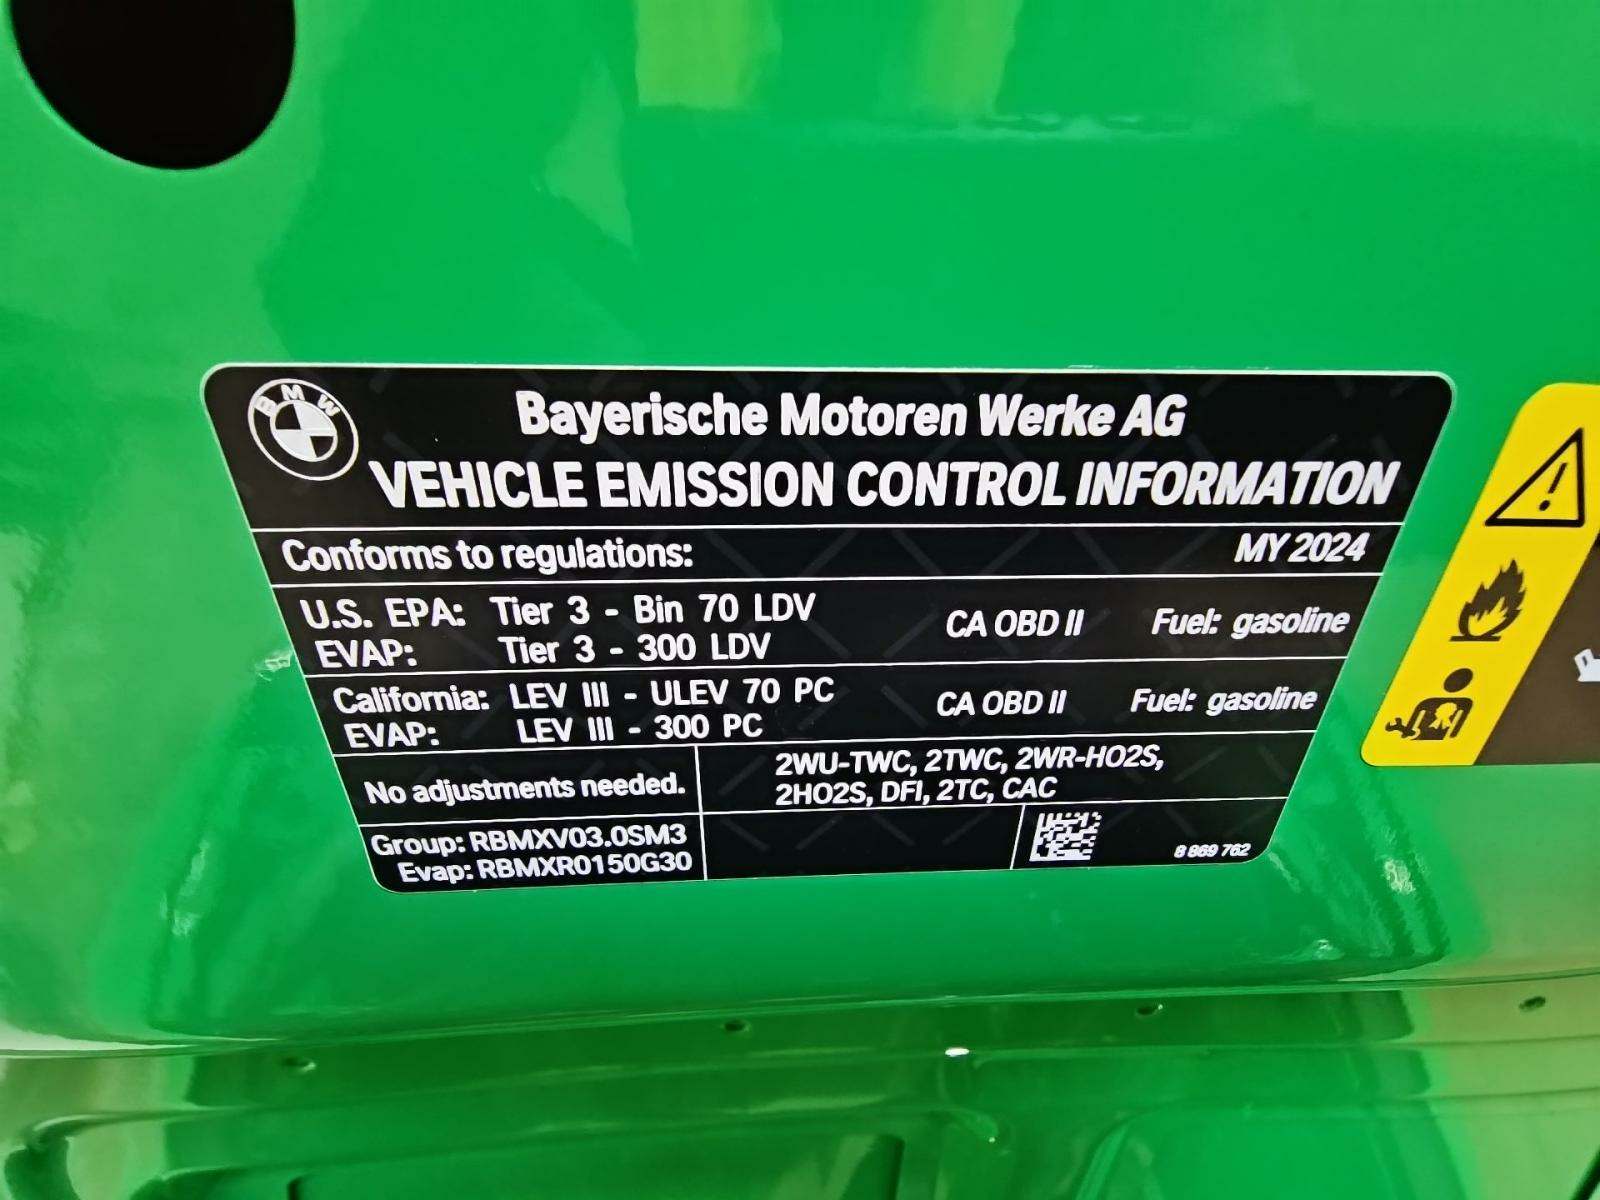 BMW
Bayerische Motoren Werke AG
VEHICLE EMISSION CONTROL INFORMATION
Conforms to regulations: MY 2024
U.S. EPA: Tier 3 - Bin 70 LDV CA OBD II Fuel: gasoline
EVAP: Tier 3 - 300 LDV
California: LEV III - ULEV 70 PC CA OBD II Fuel: gasoline
EVAP: LEV III - 300 PC
No adjustments needed.
2WU-TWC, 2TWC, 2WR-HO2S,
2HO2S, DFI, 2TC, CAC
Group: RBMXV03.0SM3
Evap: RBMXR0150G30
8 869 762